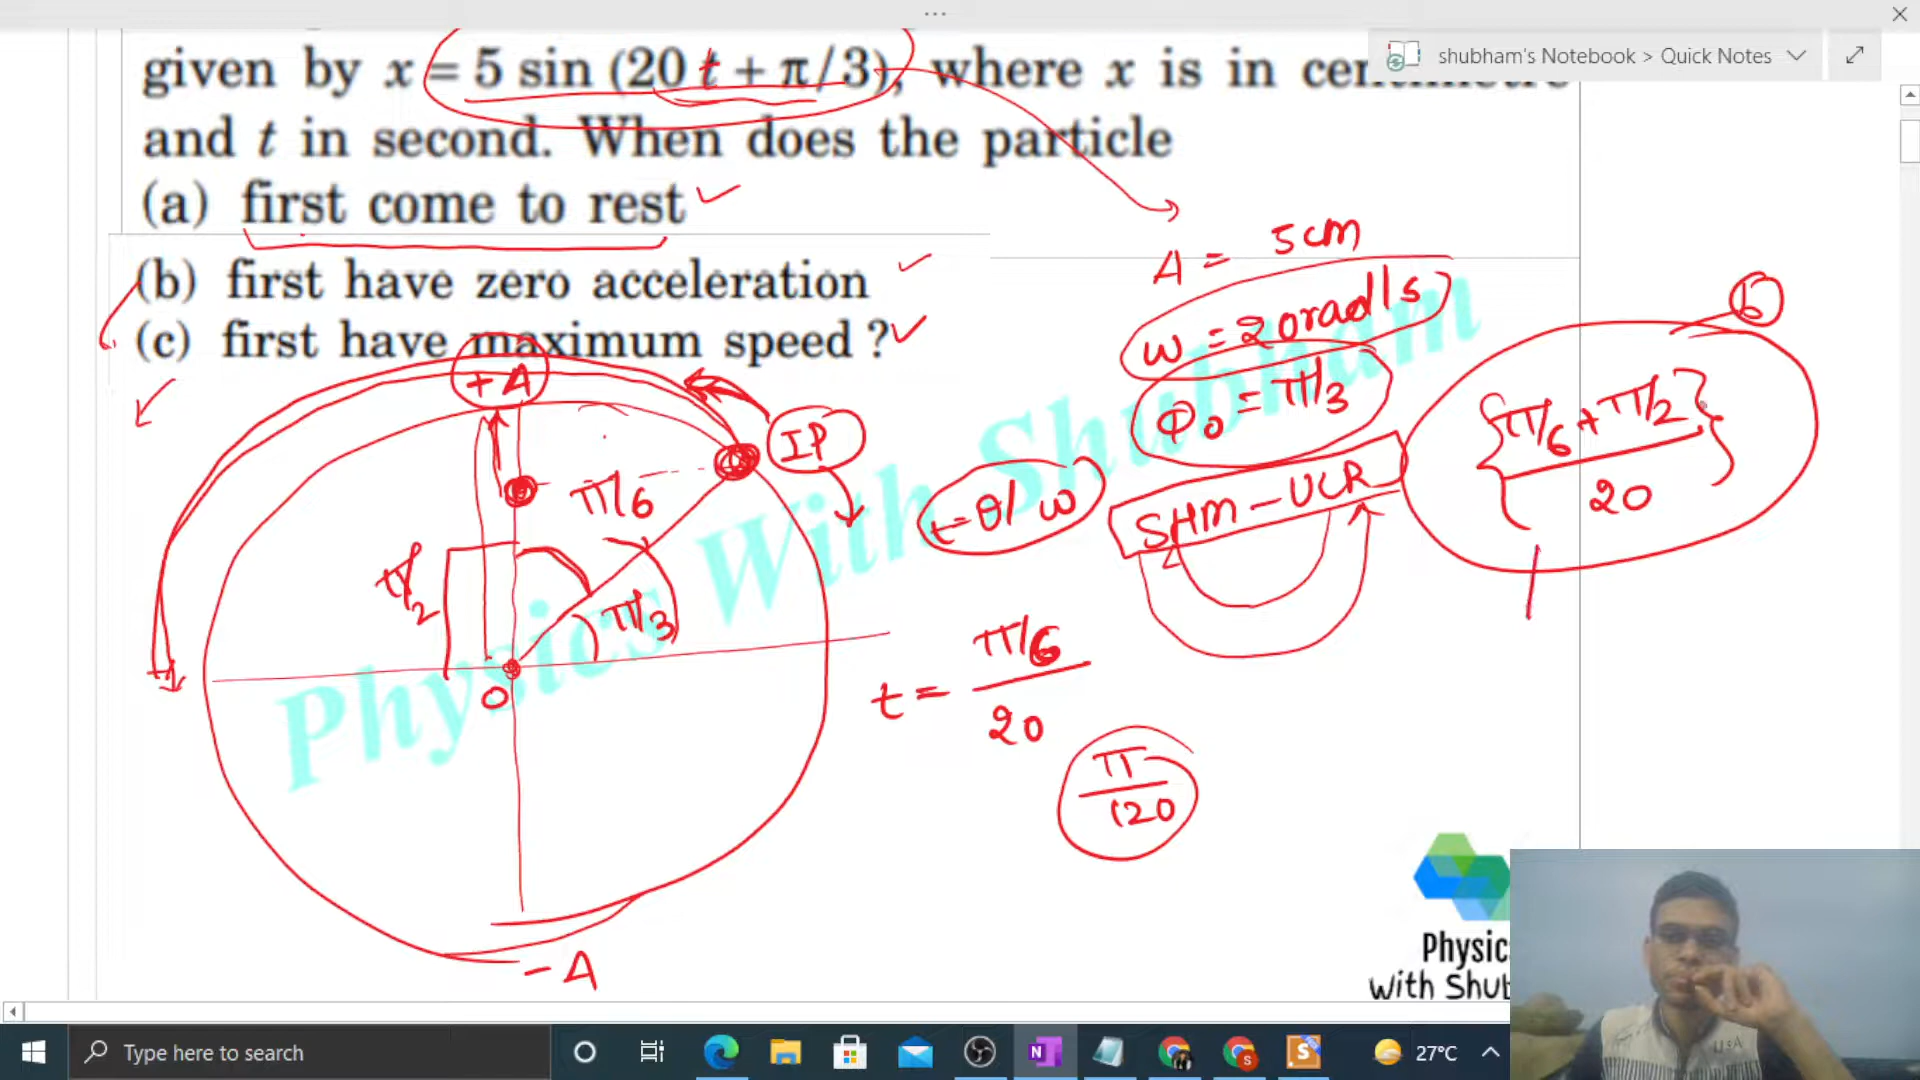 shubham's Notebook > Quick Notes
given by x = 5 sin (20 t + π/3), where x is in
and t in second. When does the particle
(a) first come to rest
(b) first have zero acceleration
(c) first have maximum speed ?
A = 5cm
ω = 20rad/s
Φ₀ = π/3
b
{π/6 + π/2}
20
+A
IP
π/6
t=θ/ω
SHM-UCR
π/2
π/3
O
t = π/6
20
π
120
-A
Physics With Shubham
Physic
With Shub
USA
Type here to search
27°C